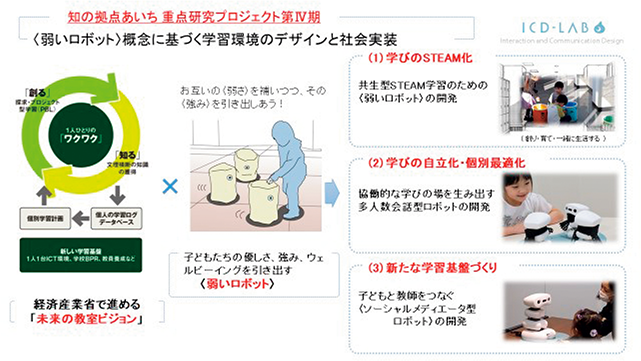 知の拠点あいち 重点研究プロジェクト第Ⅳ期
〈弱いロボット〉概念に基づく学習環境のデザインと社会実装
ICD-LAB
Interaction and Communication Design
「創る」
探求・プロジェクト
型学習(PBL)
1人ひとりの
「ワクワク」
「知る」
文理横断の知識
の獲得
個別学習計画
個人の学習ログ
データベース
新しい学習基盤
1人1台ICT環境、学校BPR、教員養成など
経済産業省で進める
「未来の教室ビジョン」
×
お互いの〈弱さ〉を補いつつ、その
〈強み〉を引き出しあう!
子どもたちの優しさ、強み、ウェ
ルビーイングを引き出す
〈弱いロボット〉
(1) 学びのSTEAM化
共生型STEAM学習のための
〈弱いロボット〉の開発
(創り・育て・一緒に生活する)
(2) 学びの自立化・個別最適化
協働的な学びの場を生み出す
多人数会話型ロボットの開発
(3) 新たな学習基盤づくり
子どもと教師をつなぐ
〈ソーシャルメディエータ型
ロボット〉の開発